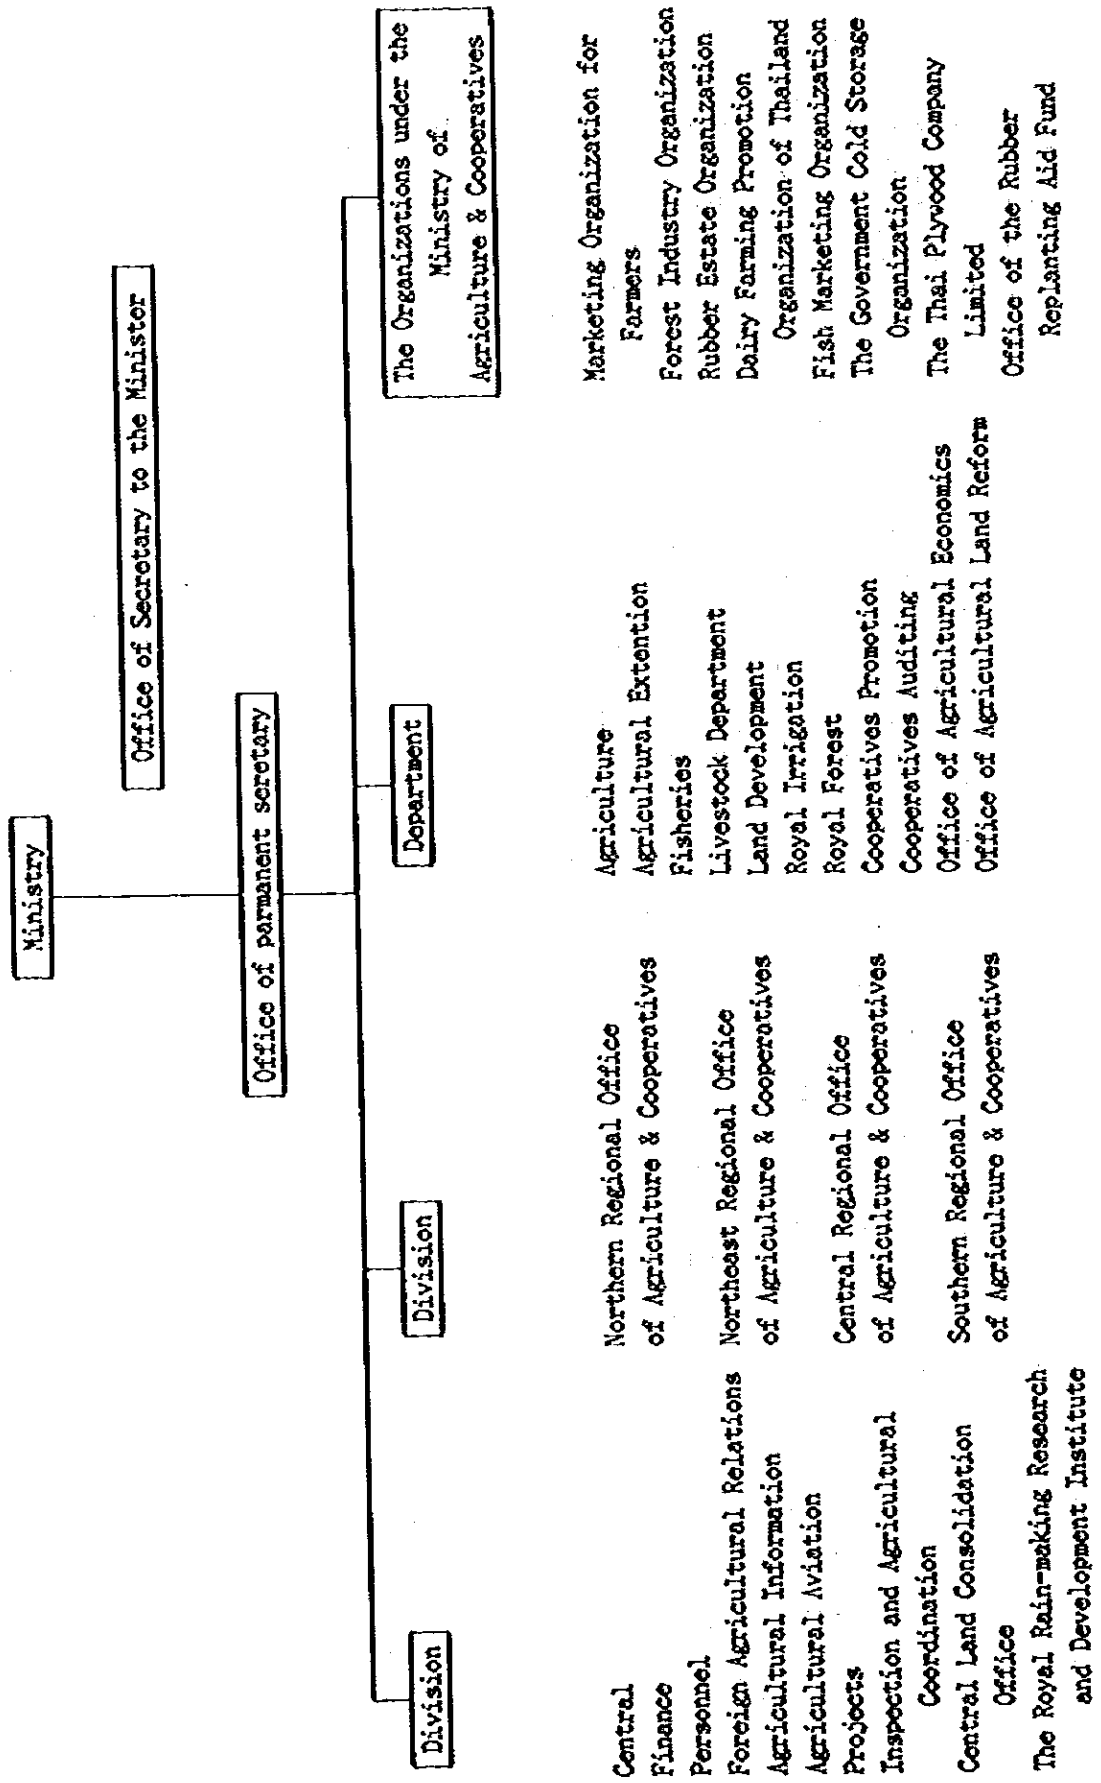 Ministry
Office of Secretary to the Minister
Office of parmanent scretary
Division
Division
Department
The Organizations under the
Ministry of
Agriculture & Cooperatives
Central
Finance
Personnel
Foreign Agricultural Relations
Agricultural Information
Agricultural Aviation
Projects
Inspection and Agricultural
Coordination
Central Land Consolidation
Office
The Royal Rain-making Research
and Development Institute
Northern Regional Office
of Agriculture & Cooperatives
Northeast Regional Office
of Agriculture & Cooperatives
Central Regional Office
of Agriculture & Cooperatives
Southern Regional Office
of Agriculture & Cooperatives
Agriculture
Agricultural Extention
Fisheries
Livestock Department
Land Development
Royal Irrigation
Royal Forest
Cooperatives Promotion
Cooperatives Auditing
Office of Agricultural Economics
Office of Agricultural Land Reform
Marketing Organization for
Farmers
Forest Industry Organization
Rubber Estate Organization
Dairy Farming Promotion
Organization of Thailand
Fish Marketing Organization
The Government Cold Storage
Organization
The Thai Plywood Company
Limited
Office of the Rubber
Replanting Aid Fund